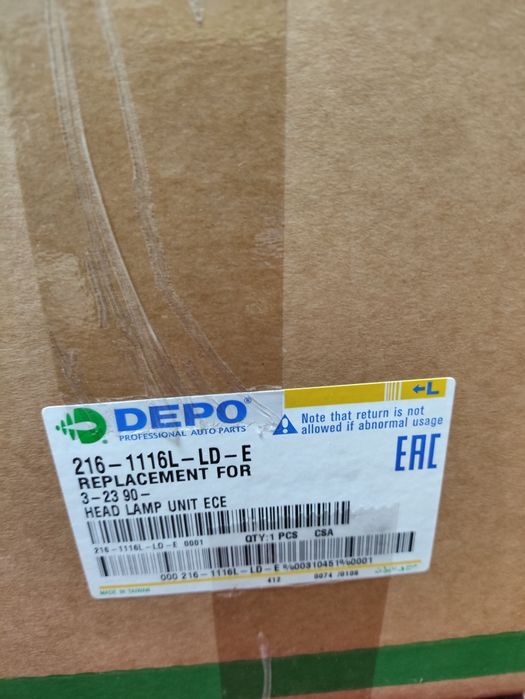 ←L
DEPO®
PROFESSIONAL AUTO PARTS
Note that return is not
allowed if abnormal usage
216-1116L-LD-E
REPLACEMENT FOR
3-23 90-
HEAD LAMP UNIT ECE
EAC
216-1116L-LD-E 0001 QTY:1 PCS CSA
000 216-1116L-LD-E
412 0074 /0108
MADE IN TAIWAN